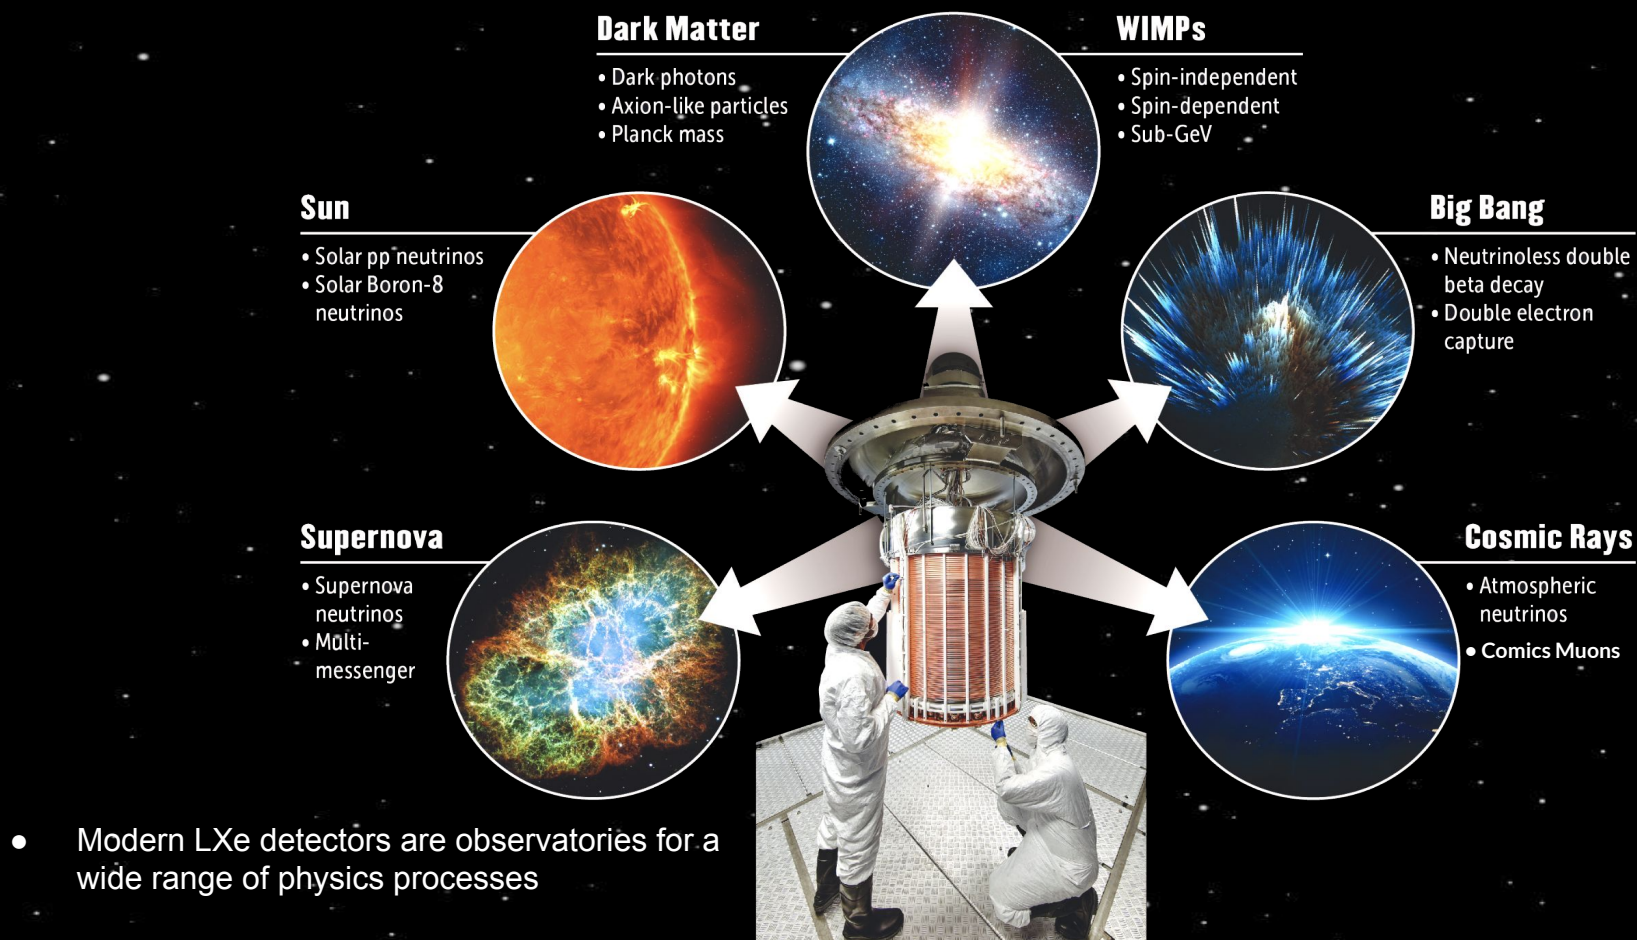 Dark Matter
• Dark photons
• Axion-like particles
• Planck mass
WIMPs
• Spin-independent
• Spin-dependent
• Sub-GeV
Sun
• Solar pp neutrinos
• Solar Boron-8
neutrinos
Big Bang
• Neutrinoless double
beta decay
• Double electron
capture
Supernova
• Supernova
neutrinos
• Multi-
messenger
Cosmic Rays
• Atmospheric
neutrinos
• Comics Muons
● Modern LXe detectors are observatories for a
wide range of physics processes